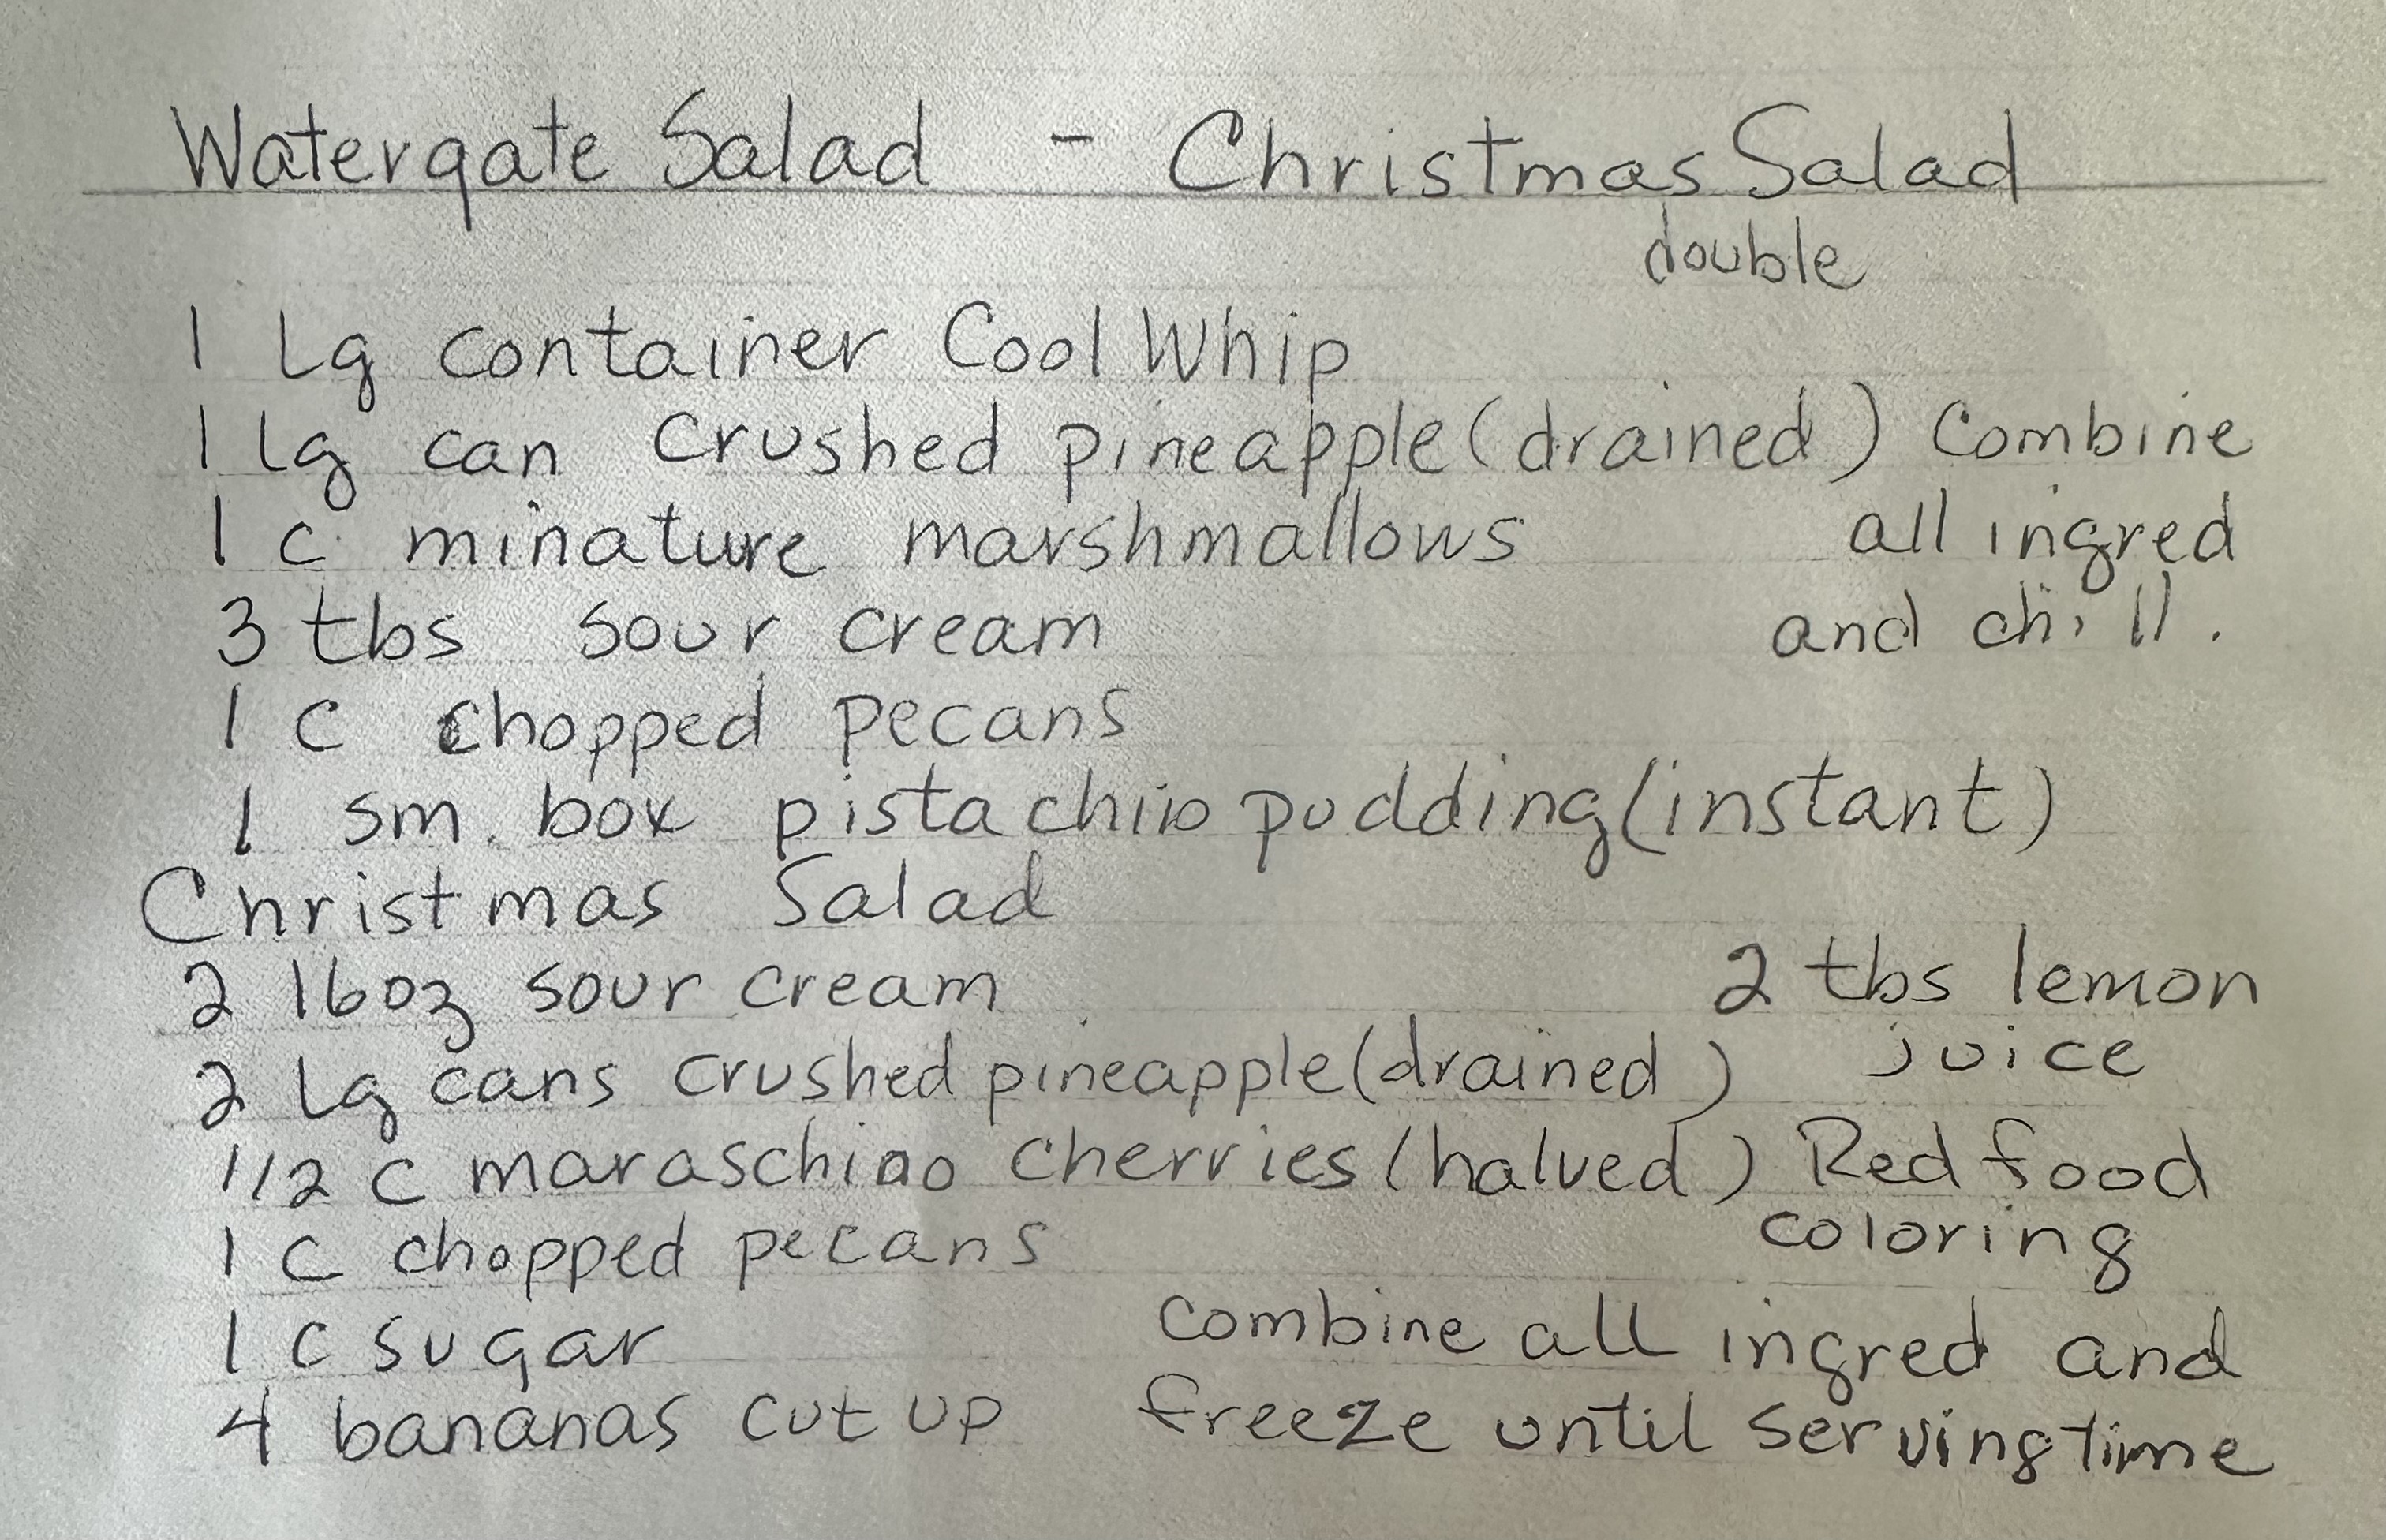 Watergate Salad - Christmas Salad
double
1 Lg container Cool Whip
1 lg can crushed pineapple (drained) Combine
1 c minature marshmallows all ingred
3 tbs sour cream and chill.
1 c chopped pecans
1 sm. box pistachiio pudding (instant)
Christmas Salad
2 16oz sour cream 2 tbs lemon
2 Lg cans crushed pineapple (drained) juice
1/2 c maraschino cherries (halved) Red food
1 c chopped pecans coloring
1 c sugar combine all ingred and
4 bananas cut up freeze until serving time